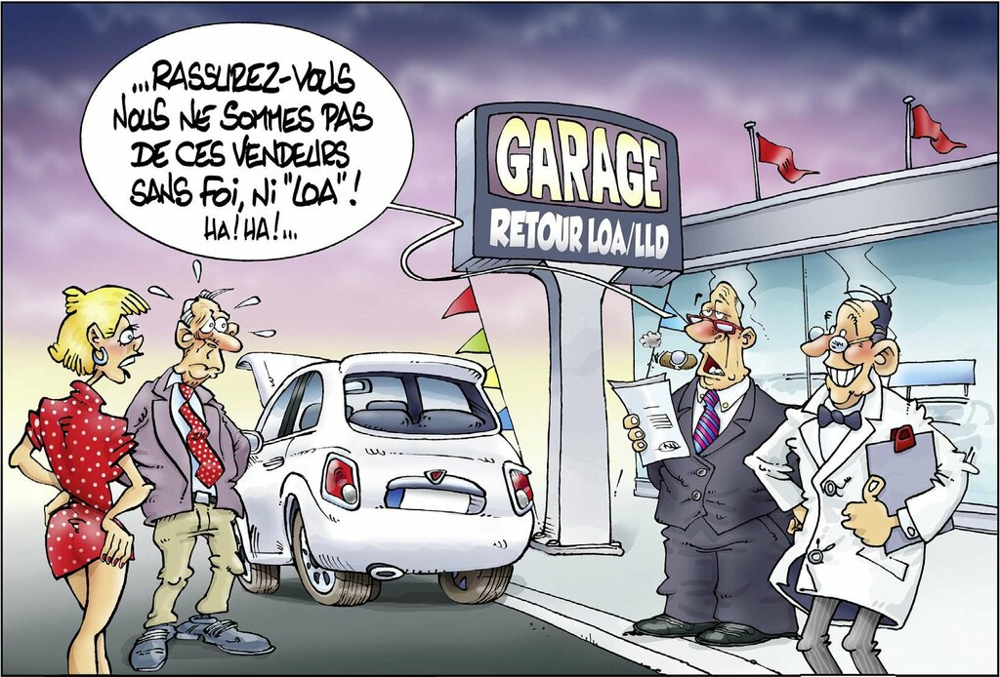 ...RASSUREZ-VOUS
NOUS NE SOMMES PAS
DE CES VENDEURS
SANS FOI, Ni "LOA" !
HA ! HA ! ...
GARAGE
RETOUR LOA/LLD